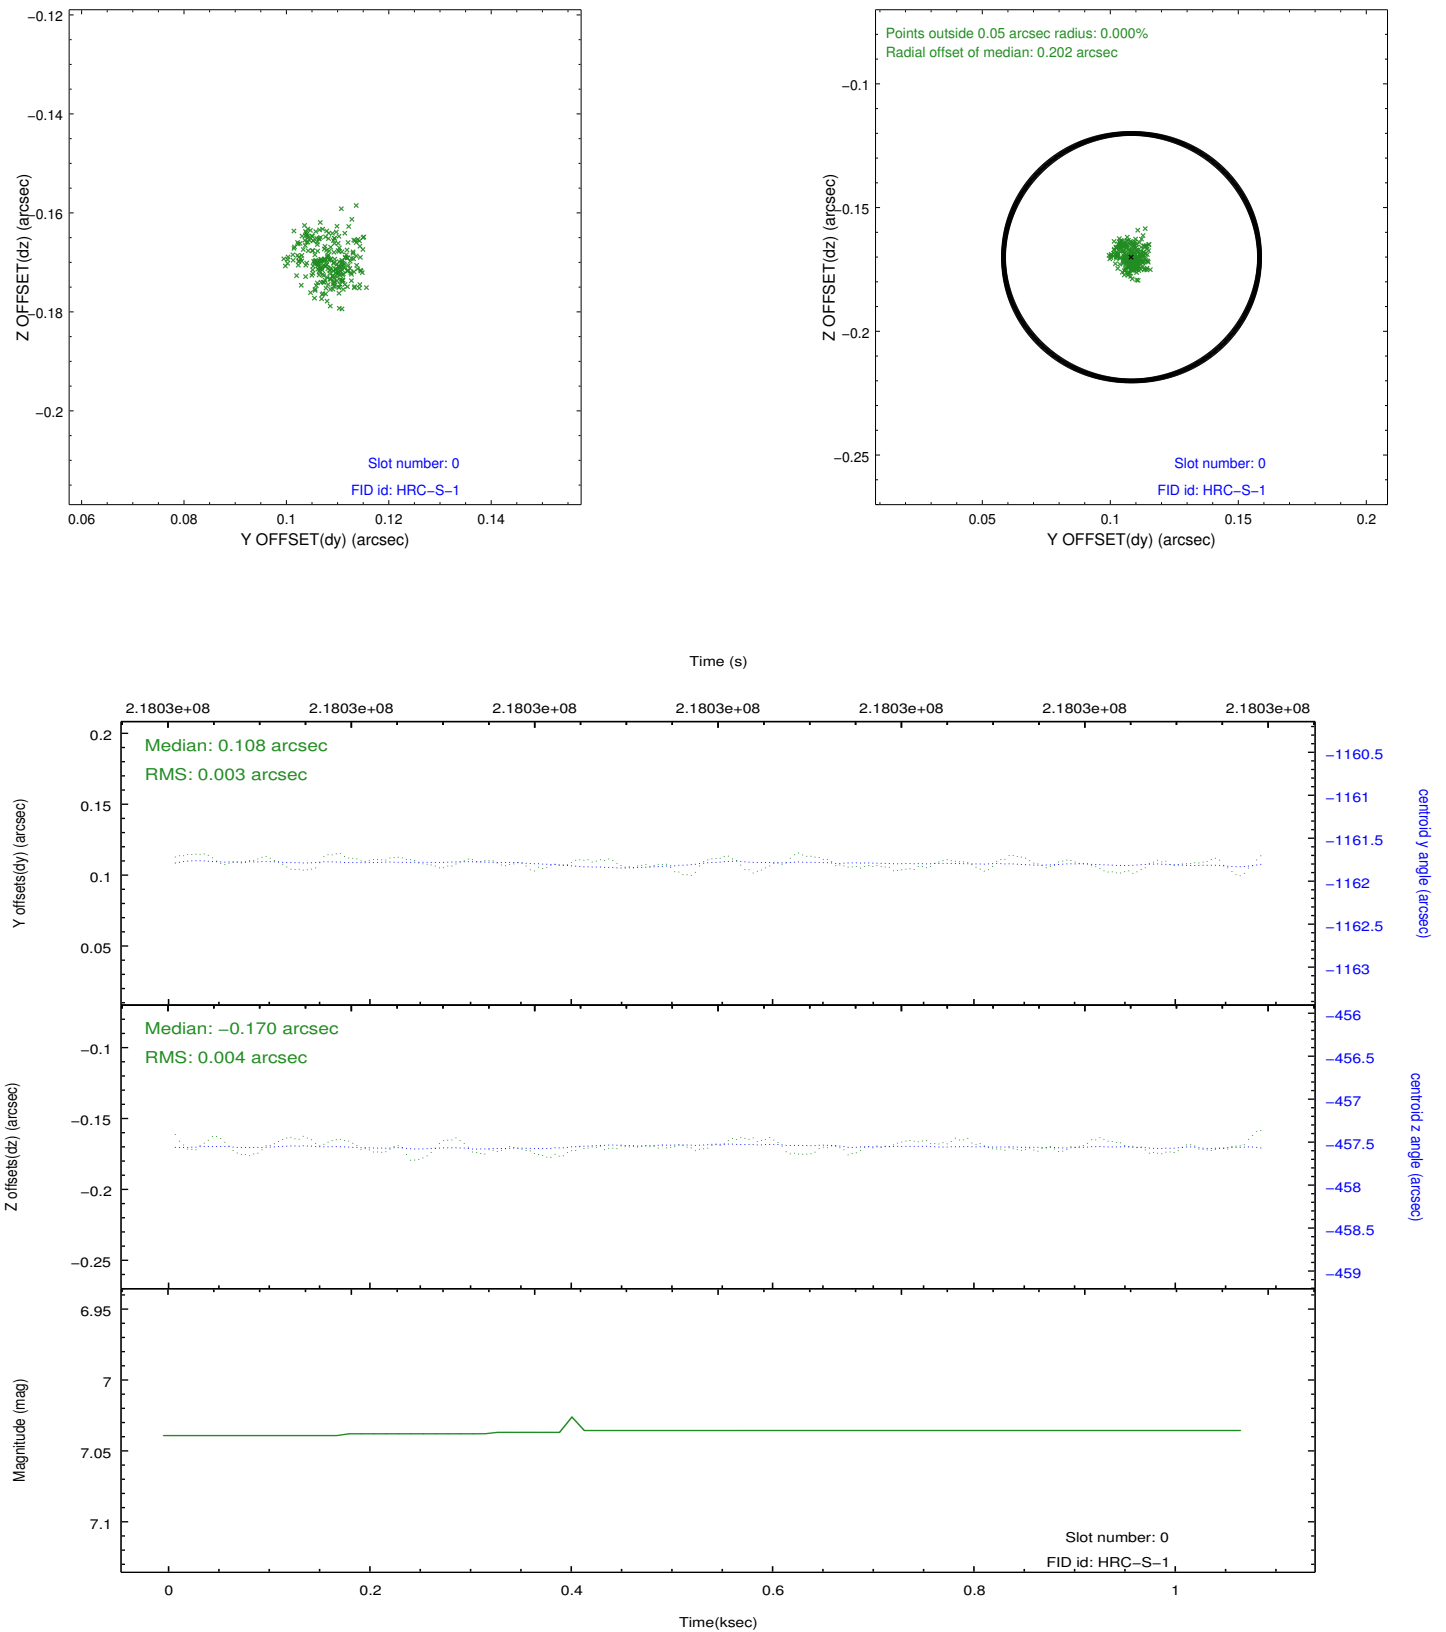 −0.12
−0.14
−0.16
−0.18
−0.2
Z OFFSET(dz) (arcsec)
Slot number: 0
FID id: HRC−S−1
0.06
0.08
0.1
0.12
0.14
Y OFFSET(dy) (arcsec)
Points outside 0.05 arcsec radius: 0.000%
Radial offset of median: 0.202 arcsec
−0.1
−0.15
−0.2
−0.25
Z OFFSET(dz) (arcsec)
Slot number: 0
FID id: HRC−S−1
0.05
0.1
0.15
0.2
Y OFFSET(dy) (arcsec)
Time (s)
2.1803e+08
2.1803e+08
2.1803e+08
2.1803e+08
2.1803e+08
2.1803e+08
2.1803e+08
Median: 0.108 arcsec
RMS: 0.003 arcsec
0.2
0.15
0.1
0.05
Y offsets(dy) (arcsec)
−1160.5
−1161
−1161.5
−1162
−1162.5
−1163
centroid y angle (arcsec)
Median: −0.170 arcsec
RMS: 0.004 arcsec
−0.1
−0.15
−0.2
−0.25
Z offsets(dz) (arcsec)
−456
−456.5
−457
−457.5
−458
−458.5
−459
centroid z angle (arcsec)
6.95
7
7.05
7.1
Magnitude (mag)
Slot number: 0
FID id: HRC−S−1
0
0.2
0.4
0.6
0.8
1
Time(ksec)